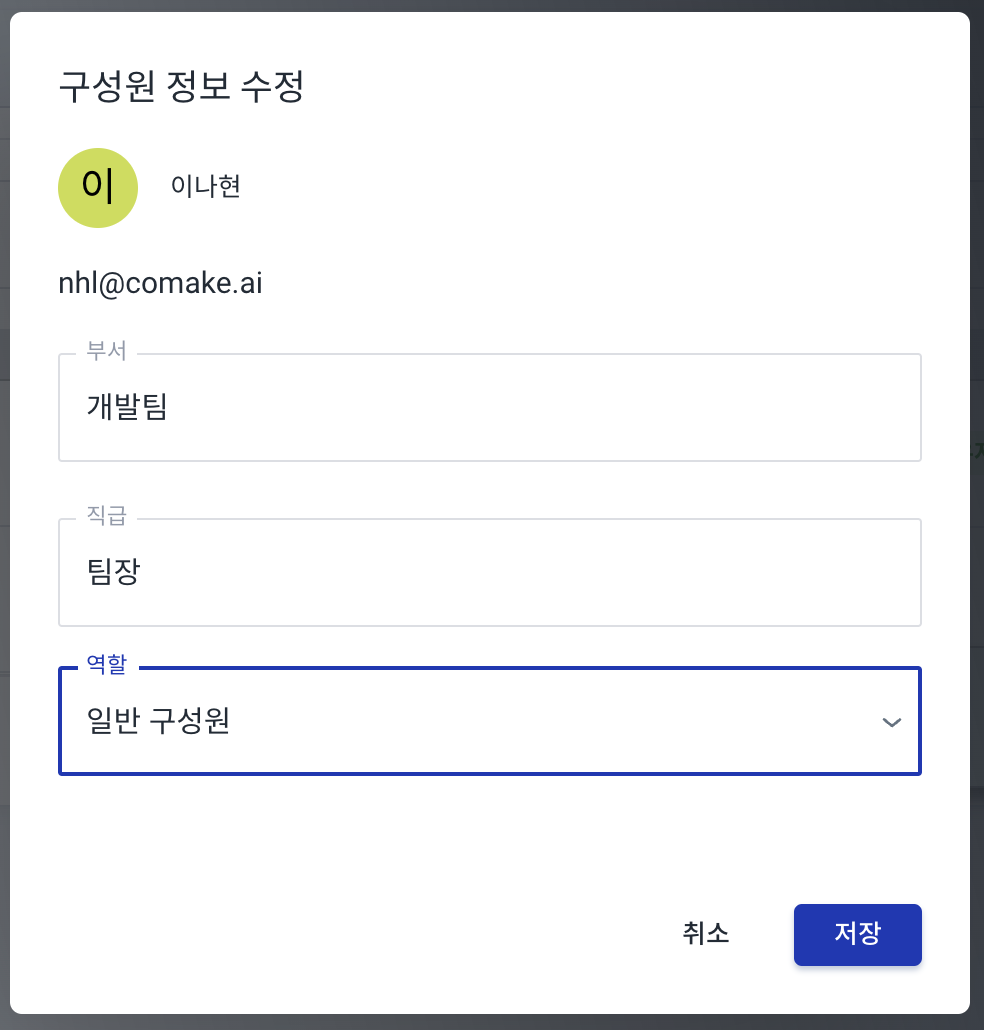 구성원 정보 수정
이
이나현
nhl@comake.ai
부서
개발팀
직급
팀장
역할
일반 구성원
취소
저장